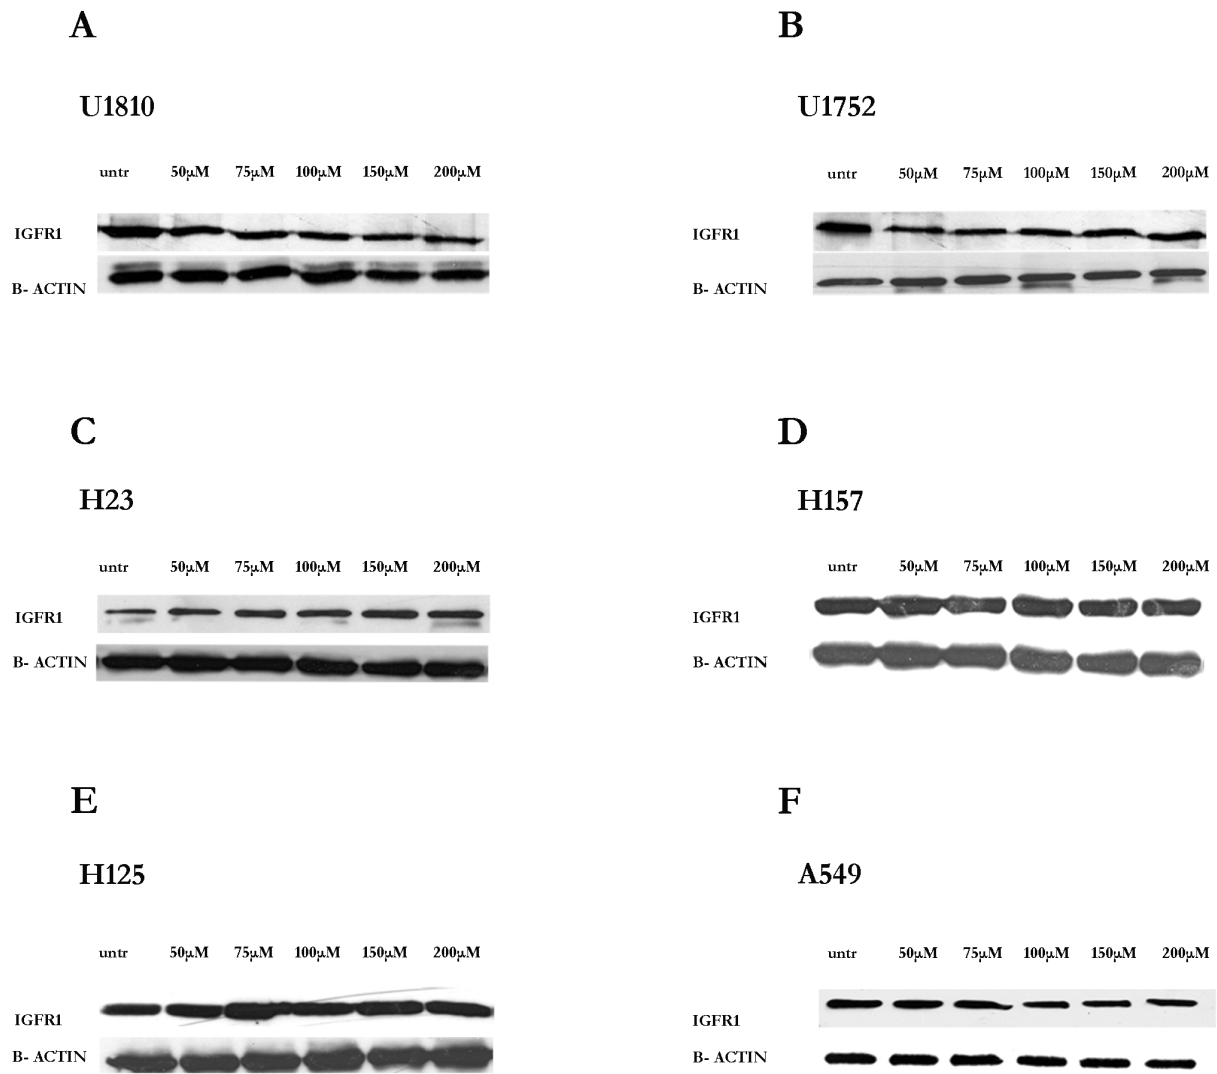 A
B
U1810
U1752
untr 50μM 75μM 100μM 150μM 200μM
untr 50μM 75μM 100μM 150μM 200μM
IGFR1
IGFR1
B- ACTIN
B- ACTIN
C
D
H23
H157
untr 50μM 75μM 100μM 150μM 200μM
untr 50μM 75μM 100μM 150μM 200μM
IGFR1
IGFR1
B- ACTIN
B- ACTIN
E
F
H125
A549
untr 50μM 75μM 100μM 150μM 200μM
untr 50μM 75μM 100μM 150μM 200μM
IGFR1
IGFR1
B- ACTIN
B- ACTIN